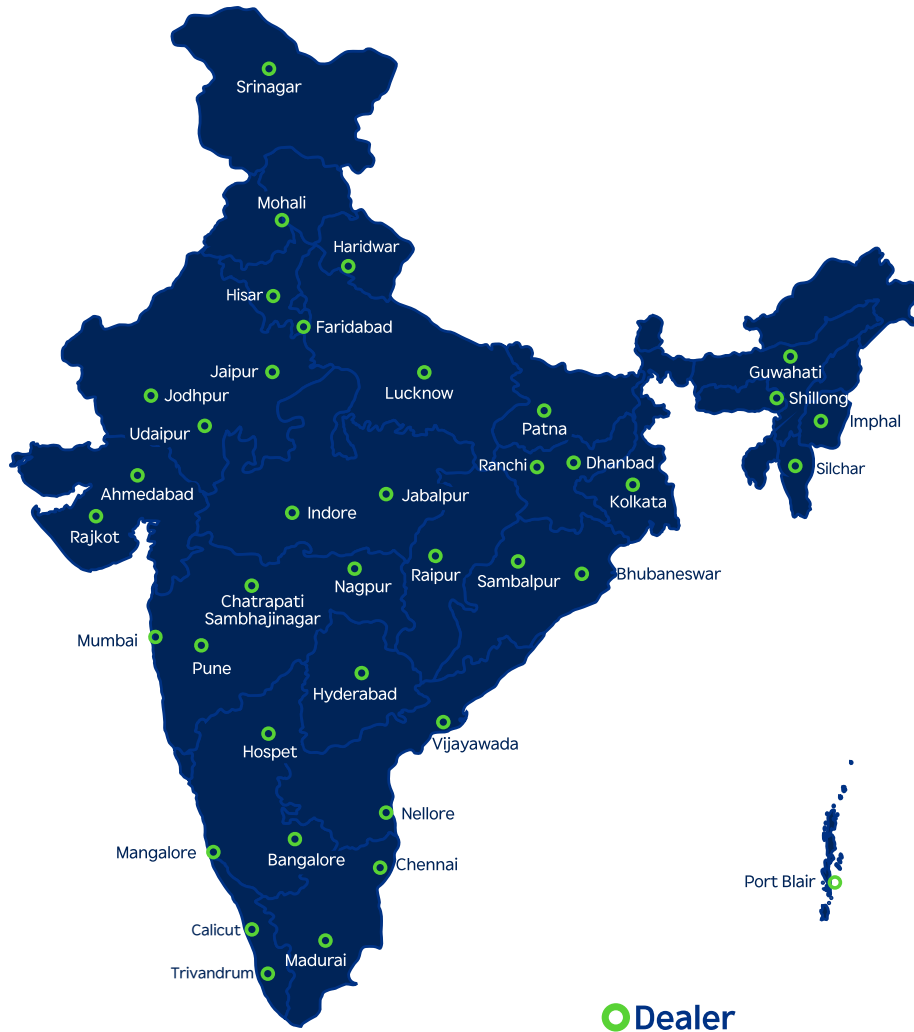 Srinagar
Mohali
Haridwar
Hisar
Faridabad
Jaipur
Lucknow
Guwahati
Jodhpur
Shillong
Udaipur
Patna
Imphal
Ranchi
Dhanbad
Silchar
Ahmedabad
Jabalpur
Kolkata
Indore
Rajkot
Raipur
Sambalpur
Bhubaneswar
Nagpur
Chatrapati
Sambhajinagar
Mumbai
Pune
Hyderabad
Hospet
Vijayawada
Nellore
Mangalore
Bangalore
Chennai
Port Blair
Calicut
Madurai
Trivandrum
Dealer